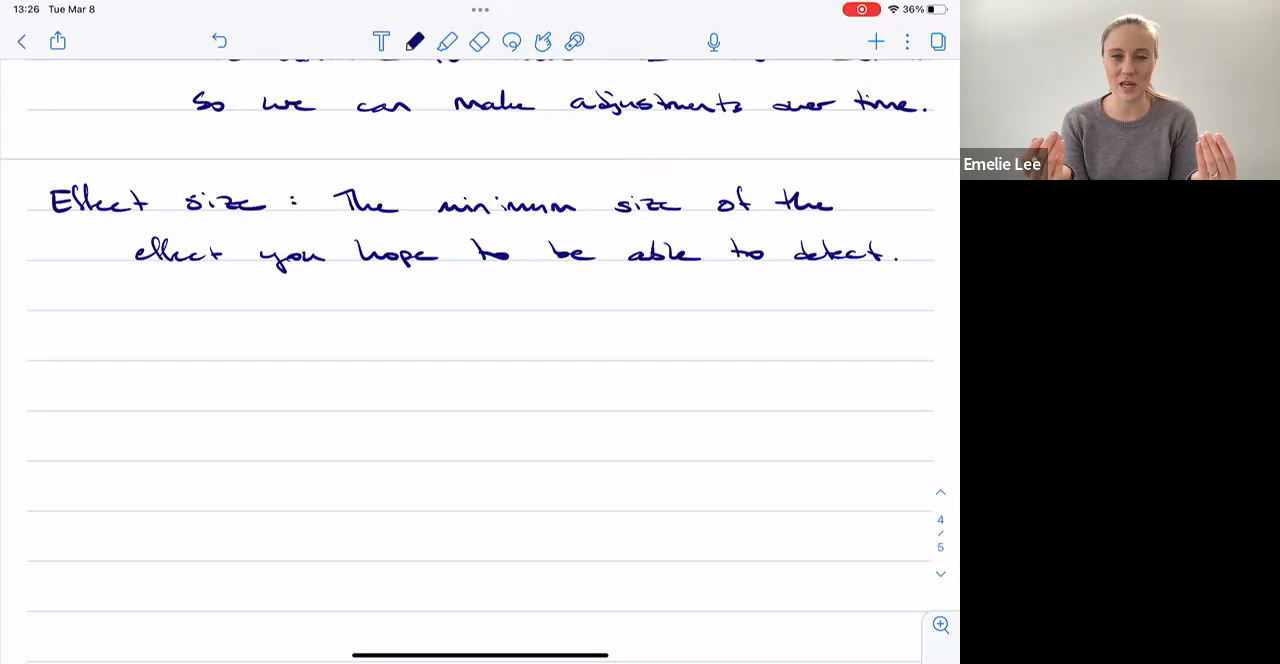 13:26 Tue Mar 8
36%
So we can make adjustments over time.
Effect size : The minimum size of the
effect you hope to be able to detect.
Emelie Lee
4
/
5